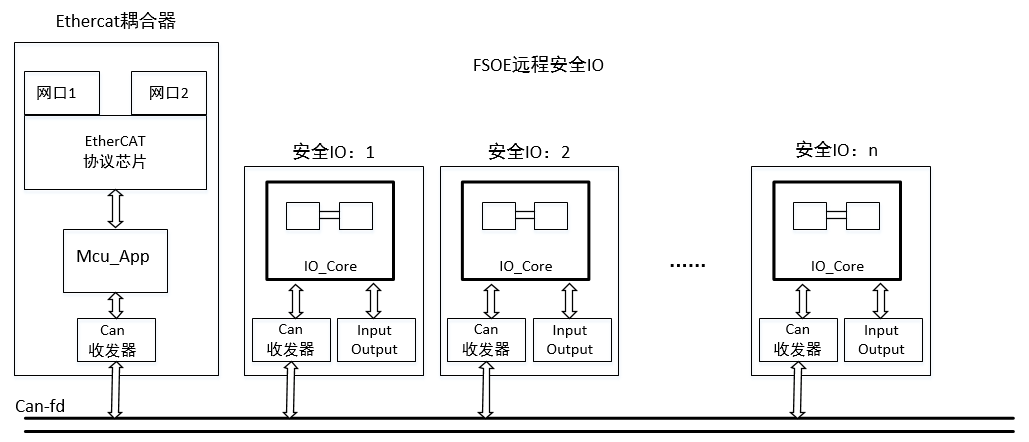 Ethercat耦合器
FSOE远程安全IO
网口1
网口2
EtherCAT
协议芯片
Mcu_App
Can
收发器
安全IO：1
IO_Core
Can
收发器
Input
Output
安全IO：2
IO_Core
Can
收发器
Input
Output
......
安全IO：n
IO_Core
Can
收发器
Input
Output
Can-fd